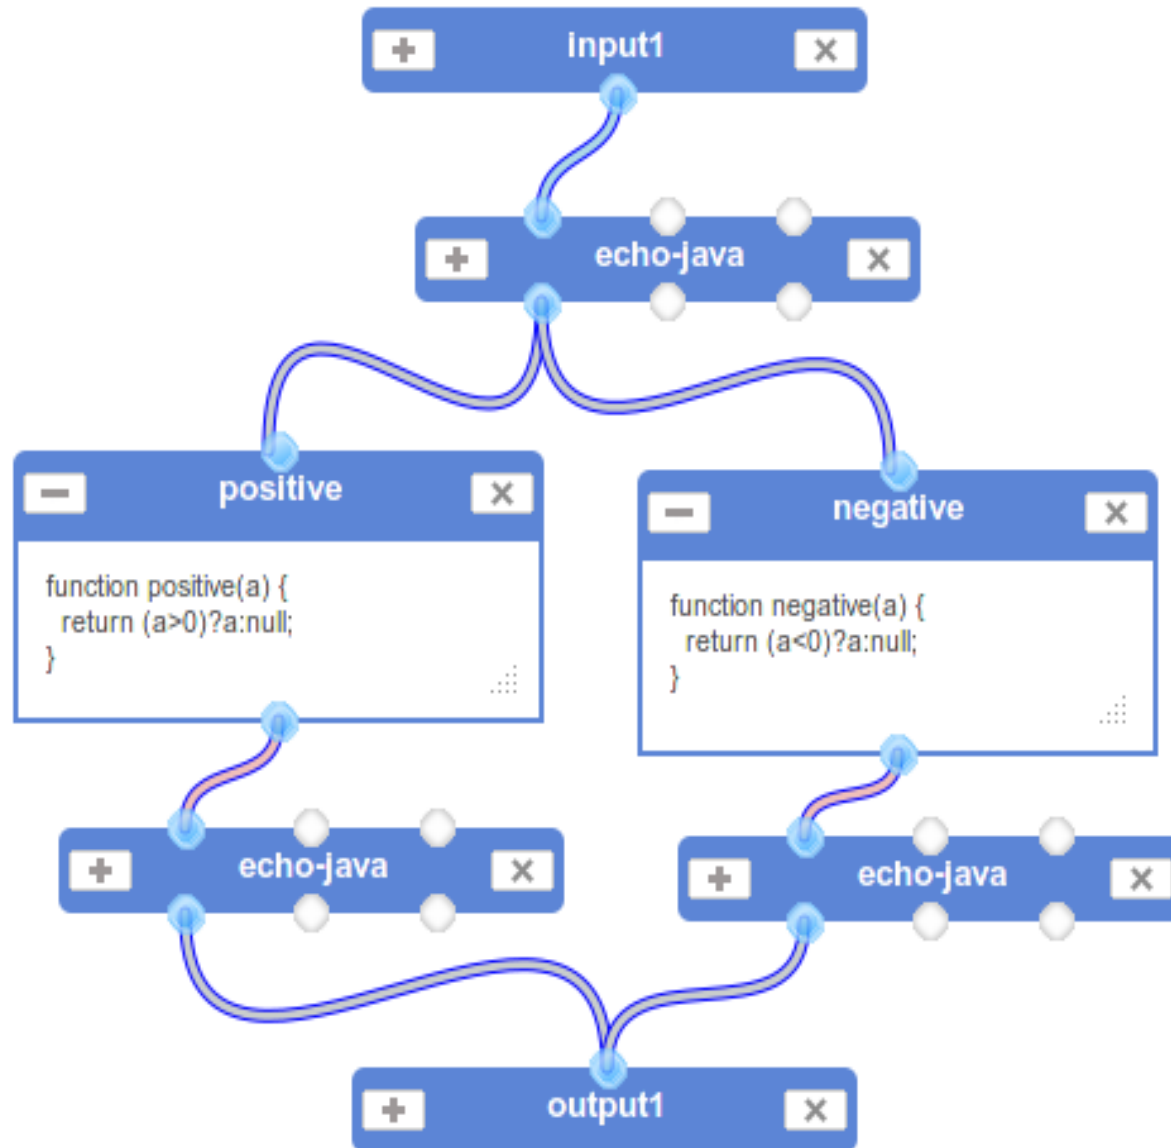 input1
echo-java
positive
function positive(a) {
  return (a>0)?a:null;
}
negative
function negative(a) {
  return (a<0)?a:null;
}
echo-java
echo-java
output1